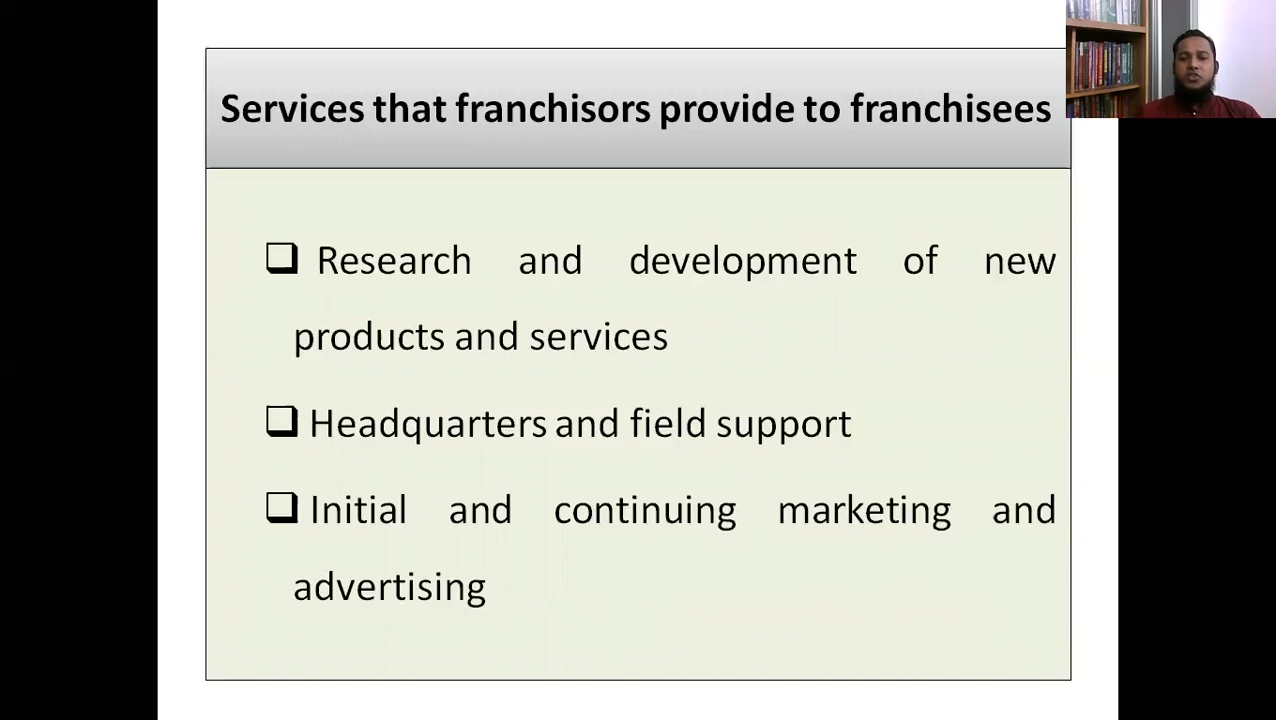 Services that franchisors provide to franchisees
Research and development of new
products and services
Headquarters and field support
Initial and continuing marketing and
advertising